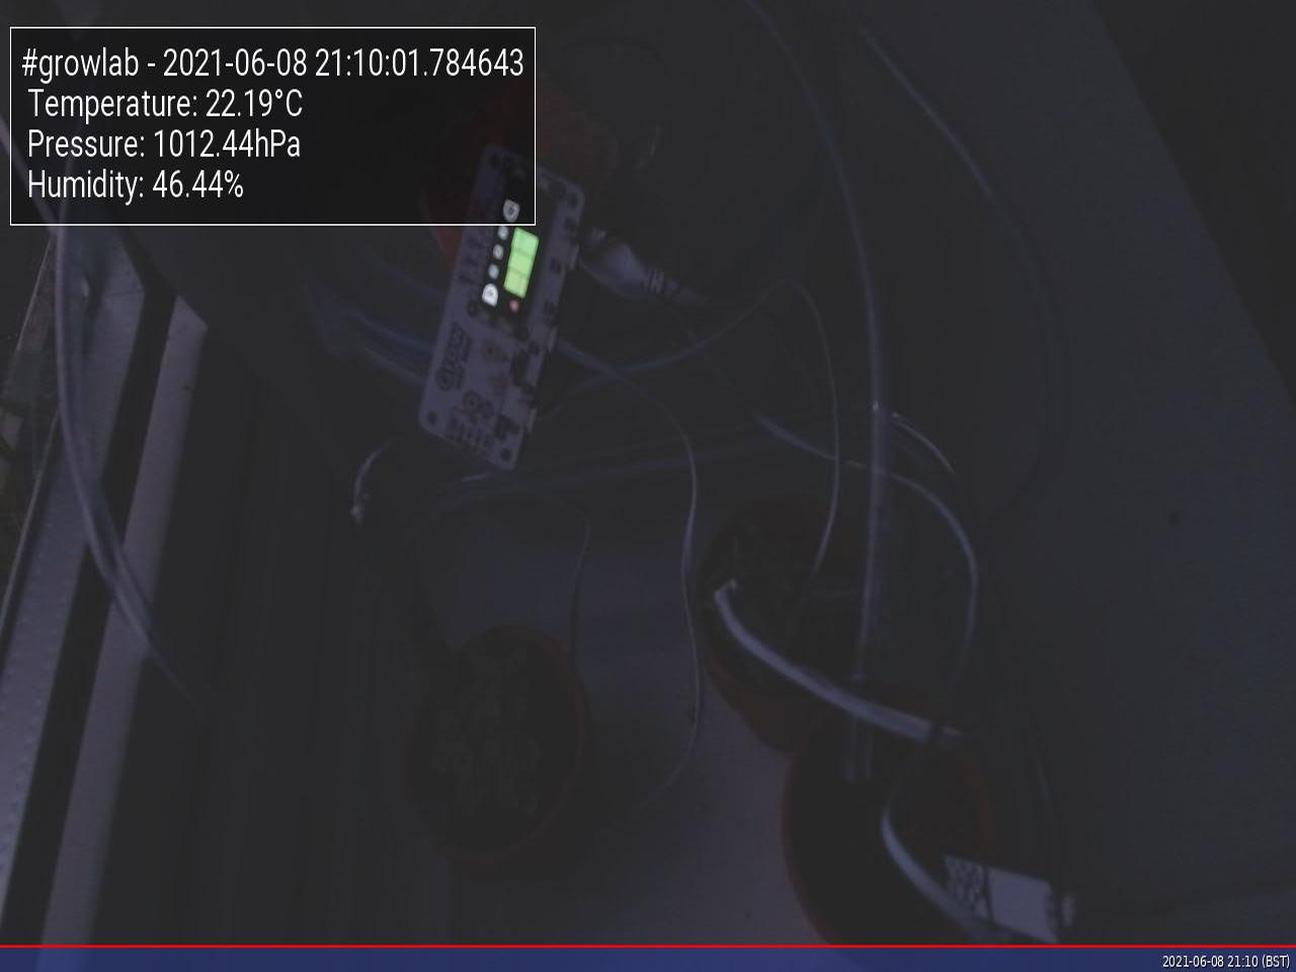 #growlab - 2021-06-08 21:10:01.784643
Temperature: 22.19°C
Pressure: 1012.44hPa
Humidity: 46.44%
2021-06-08 21:10 (BST)